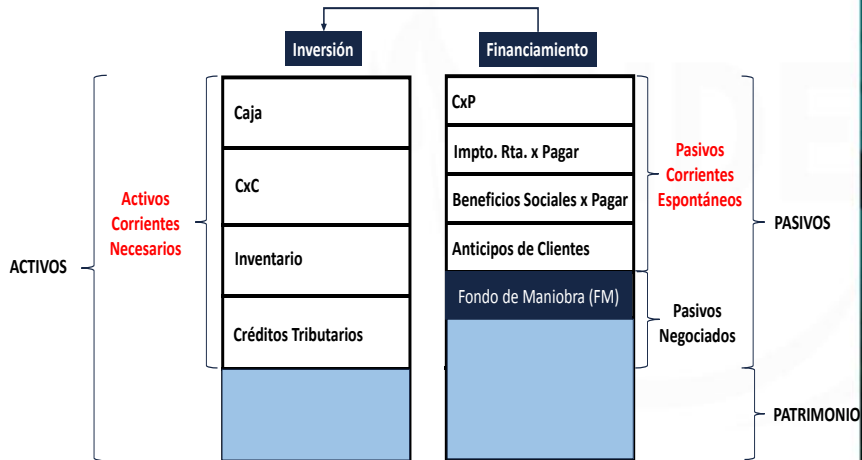 Inversión
Financiamiento
ACTIVOS
Activos
Corrientes
Necesarios
Caja
CxC
Inventario
Créditos Tributarios
CxP
Impto. Rta. x Pagar
Beneficios Sociales x Pagar
Anticipos de Clientes
Fondo de Maniobra (FM)
Pasivos
Corrientes
Espontáneos
Pasivos
Negociados
PASIVOS
PATRIMONIO